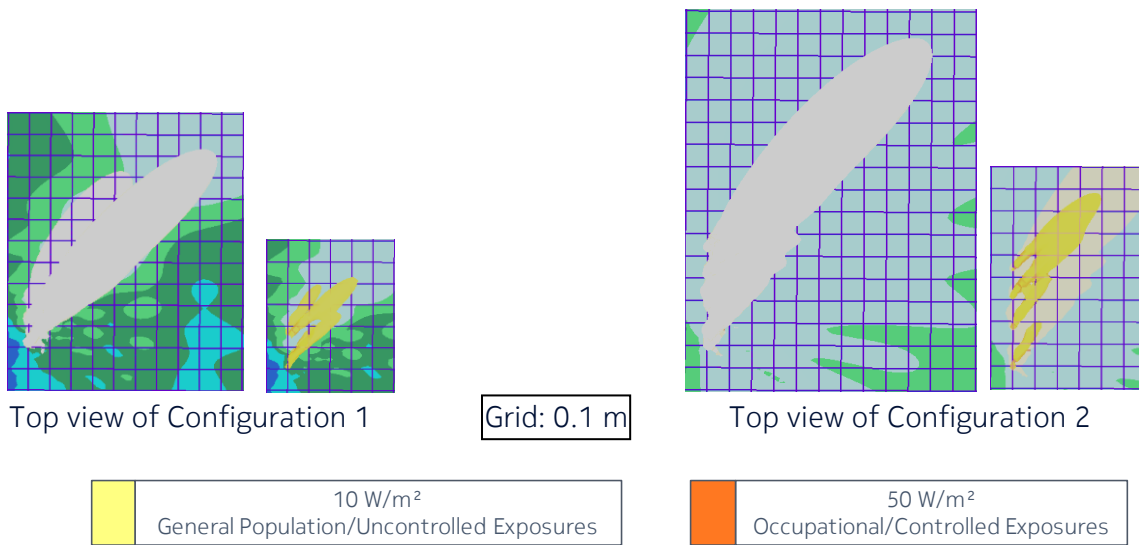 Top view of Configuration 1
Grid: 0.1 m
Top view of Configuration 2
10 W/m²
General Population/Uncontrolled Exposures
50 W/m²
Occupational/Controlled Exposures